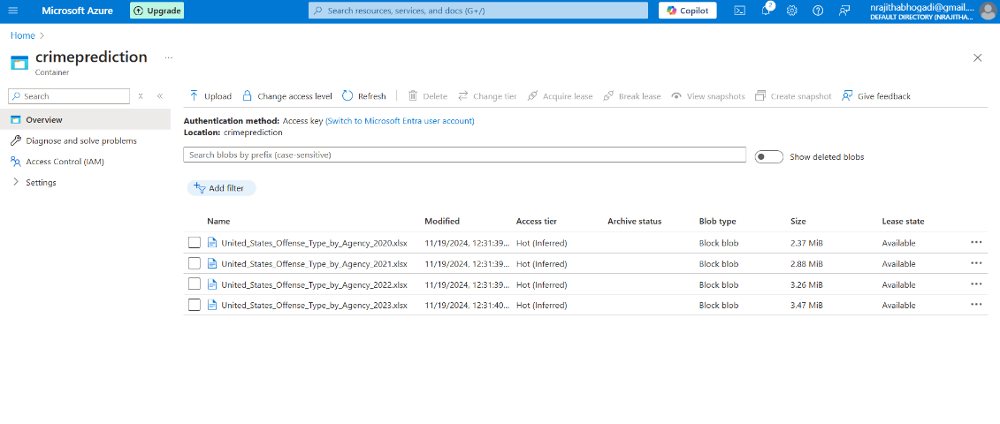 Microsoft Azure
Upgrade
Search resources, services, and docs (G+/)
Copilot
2
nrajithabhogadi@gmail....
DEFAULT DIRECTORY (NRAJITHA...
Home
crimeprediction ...
Container
Search
Overview
Diagnose and solve problems
Access Control (IAM)
Settings
Upload Change access level Refresh Delete Change tier Acquire lease Break lease View snapshots Create snapshot Give feedback
Authentication method: Access key (Switch to Microsoft Entra user account)
Location: crimeprediction
Search blobs by prefix (case-sensitive)
Show deleted blobs
Add filter
Name Modified Access tier Archive status Blob type Size Lease state
United_States_Offense_Type_by_Agency_2020.xlsx 11/19/2024, 12:31:39... Hot (Inferred) Block blob 2.37 MiB Available ...
United_States_Offense_Type_by_Agency_2021.xlsx 11/19/2024, 12:31:39... Hot (Inferred) Block blob 2.88 MiB Available ...
United_States_Offense_Type_by_Agency_2022.xlsx 11/19/2024, 12:31:39... Hot (Inferred) Block blob 3.26 MiB Available ...
United_States_Offense_Type_by_Agency_2023.xlsx 11/19/2024, 12:31:40... Hot (Inferred) Block blob 3.47 MiB Available ...